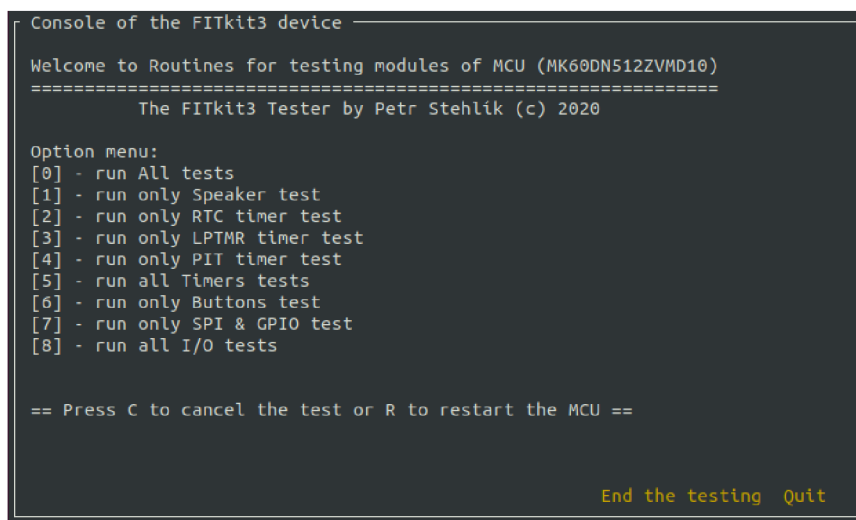 Console of the FITkit3 device
Welcome to Routines for testing modules of MCU (MK60DN512ZVMD10)
================================================================
The FITkit3 Tester by Petr Stehlík (c) 2020
Option menu:
[0] - run All tests
[1] - run only Speaker test
[2] - run only RTC timer test
[3] - run only LPTMR timer test
[4] - run only PIT timer test
[5] - run all Timers tests
[6] - run only Buttons test
[7] - run only SPI & GPIO test
[8] - run all I/O tests
== Press C to cancel the test or R to restart the MCU ==
End the testing Quit